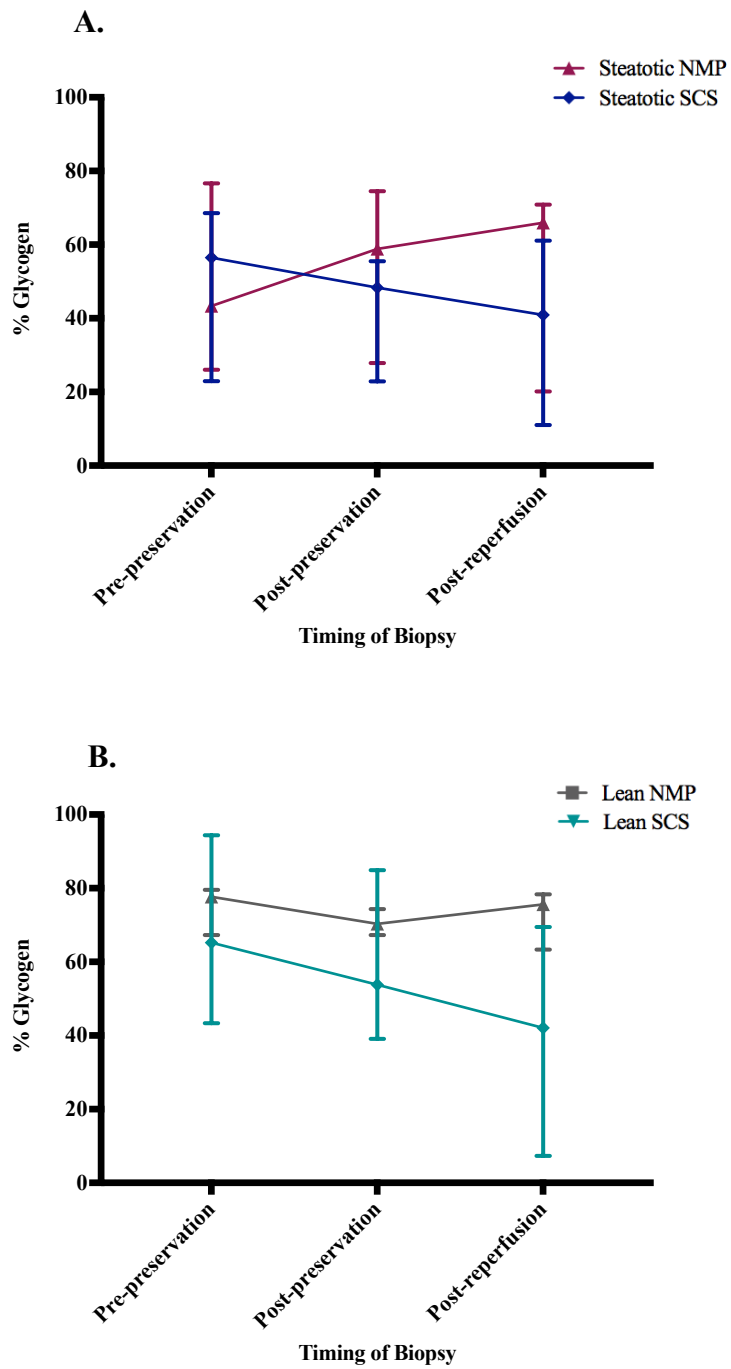 A.
Steatotic NMP
Steatotic SCS
100
80
60
40
20
0
% Glycogen
Pre-preservation
Post-preservation
Post-reperfusion
Timing of Biopsy
B.
Lean NMP
Lean SCS
100
80
60
40
20
0
% Glycogen
Pre-preservation
Post-preservation
Post-reperfusion
Timing of Biopsy